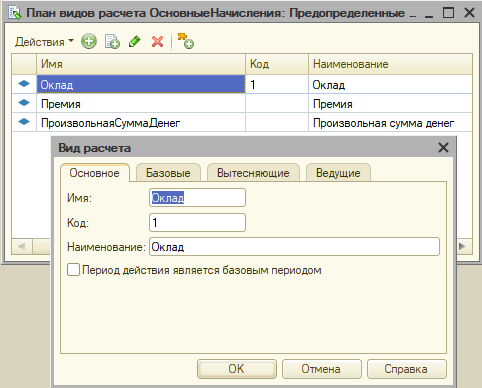 План видов расчета ОсновныеНачисления: Предопределенные ...
Действия
Имя Код Наименование
Оклад 1 Оклад
Премия Премия
ПроизвольнаяСуммаДенег Произвольная сумма денег
Вид расчета
Основное Базовые Вытесняющие Ведущие
Имя: Оклад
Код: 1
Наименование: Оклад
Период действия является базовым периодом
OK Отмена Справка